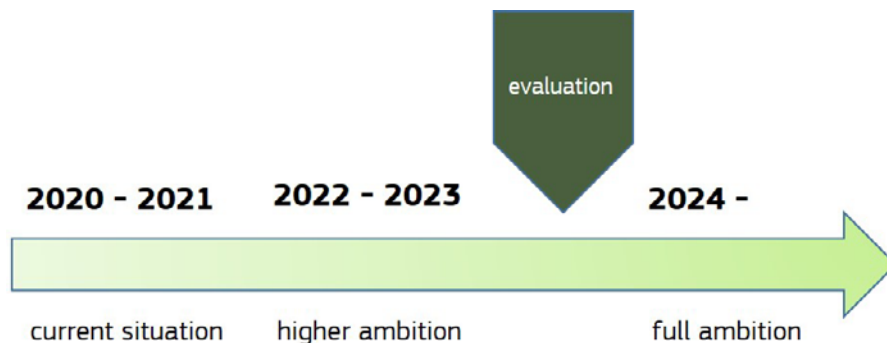 evaluation
2020 - 2021
2022 - 2023
2024 -
current situation
higher ambition
full ambition